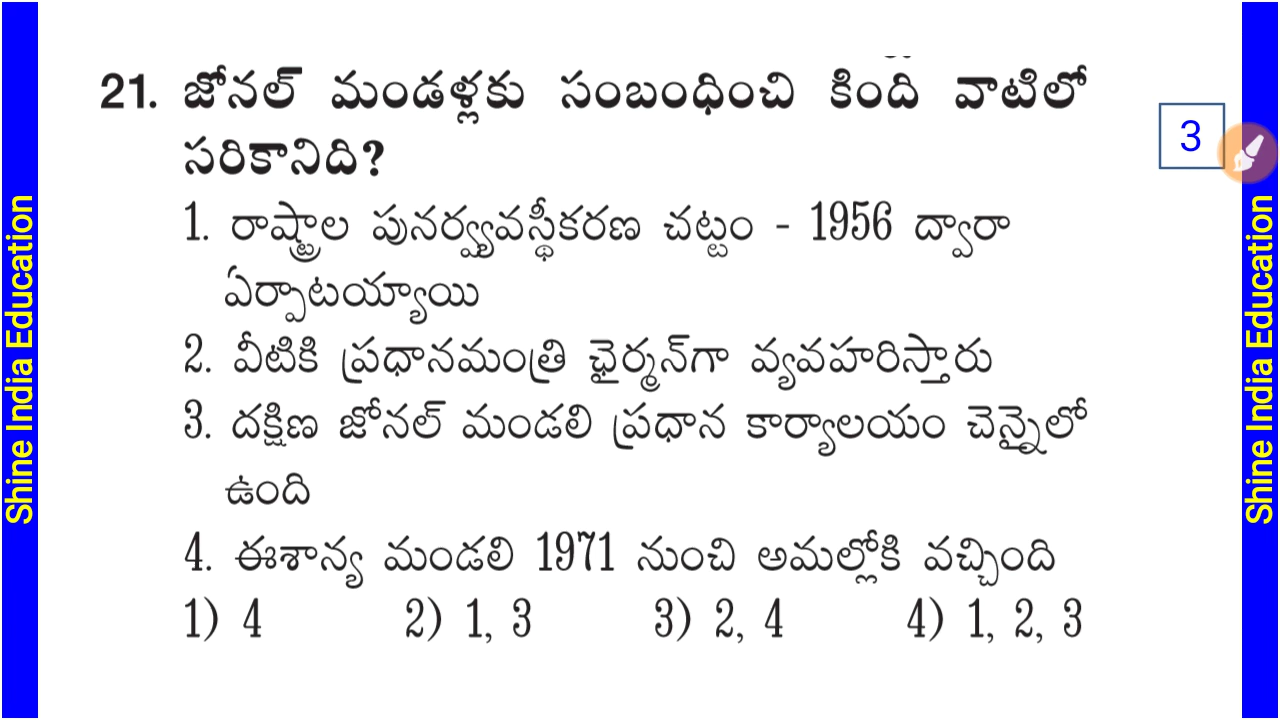 Shine India Education
21. జోనల్ మండళ్లకు సంబంధించి కింది వాటిలో
సరికానిది?
3
1. రాష్ట్రాల పునర్వ్యవస్థీకరణ చట్టం - 1956 ద్వారా
ఏర్పాటయ్యాయి
2. వీటికి ప్రధానమంత్రి ఛైర్మన్‌గా వ్యవహరిస్తారు
3. దక్షిణ జోనల్ మండలి ప్రధాన కార్యాలయం చెన్నైలో
ఉంది
4. ఈశాన్య మండలి 1971 నుంచి అమల్లోకి వచ్చింది
1) 4 2) 1, 3 3) 2, 4 4) 1, 2, 3
Shine India Education